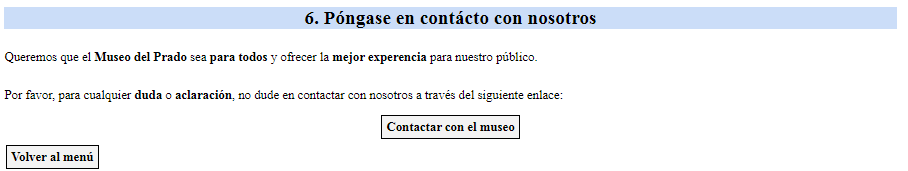 6. Póngase en contácto con nosotros
Queremos que el Museo del Prado sea para todos y ofrecer la mejor experencia para nuestro público.
Por favor, para cualquier duda o aclaración, no dude en contactar con nosotros a través del siguiente enlace:
Contactar con el museo
Volver al menú